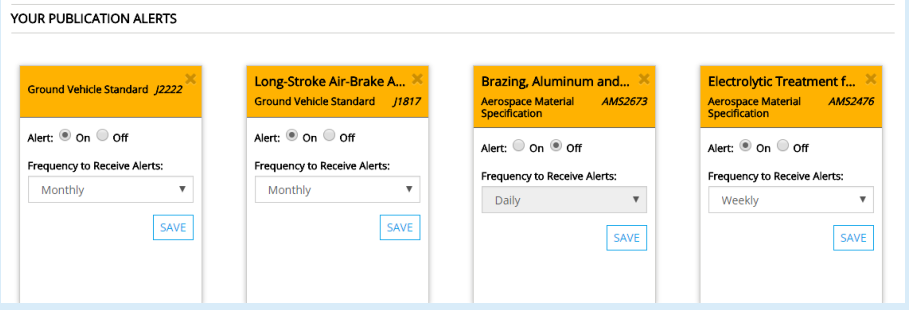 YOUR PUBLICATION ALERTS
Ground Vehicle Standard J2222
Alert: On Off
Frequency to Receive Alerts:
Monthly
SAVE
Long-Stroke Air-Brake A...
Ground Vehicle Standard J1817
Alert: On Off
Frequency to Receive Alerts:
Monthly
SAVE
Brazing, Aluminum and...
Aerospace Material AMS2673
Specification
Alert: On Off
Frequency to Receive Alerts:
Daily
SAVE
Electrolytic Treatment f...
Aerospace Material AMS2476
Specification
Alert: On Off
Frequency to Receive Alerts:
Weekly
SAVE